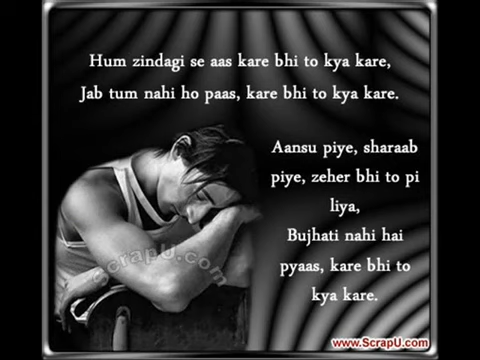 Hum zindagi se aas kare bhi to kya kare,
Jab tum nahi ho paas, kare bhi to kya kare.
Aansu piye, sharaab
piye, zeher bhi to pi
liya,
Bujhati nahi hai
pyaas, kare bhi to
kya kare.
scrapU.com
www.ScrapU.com